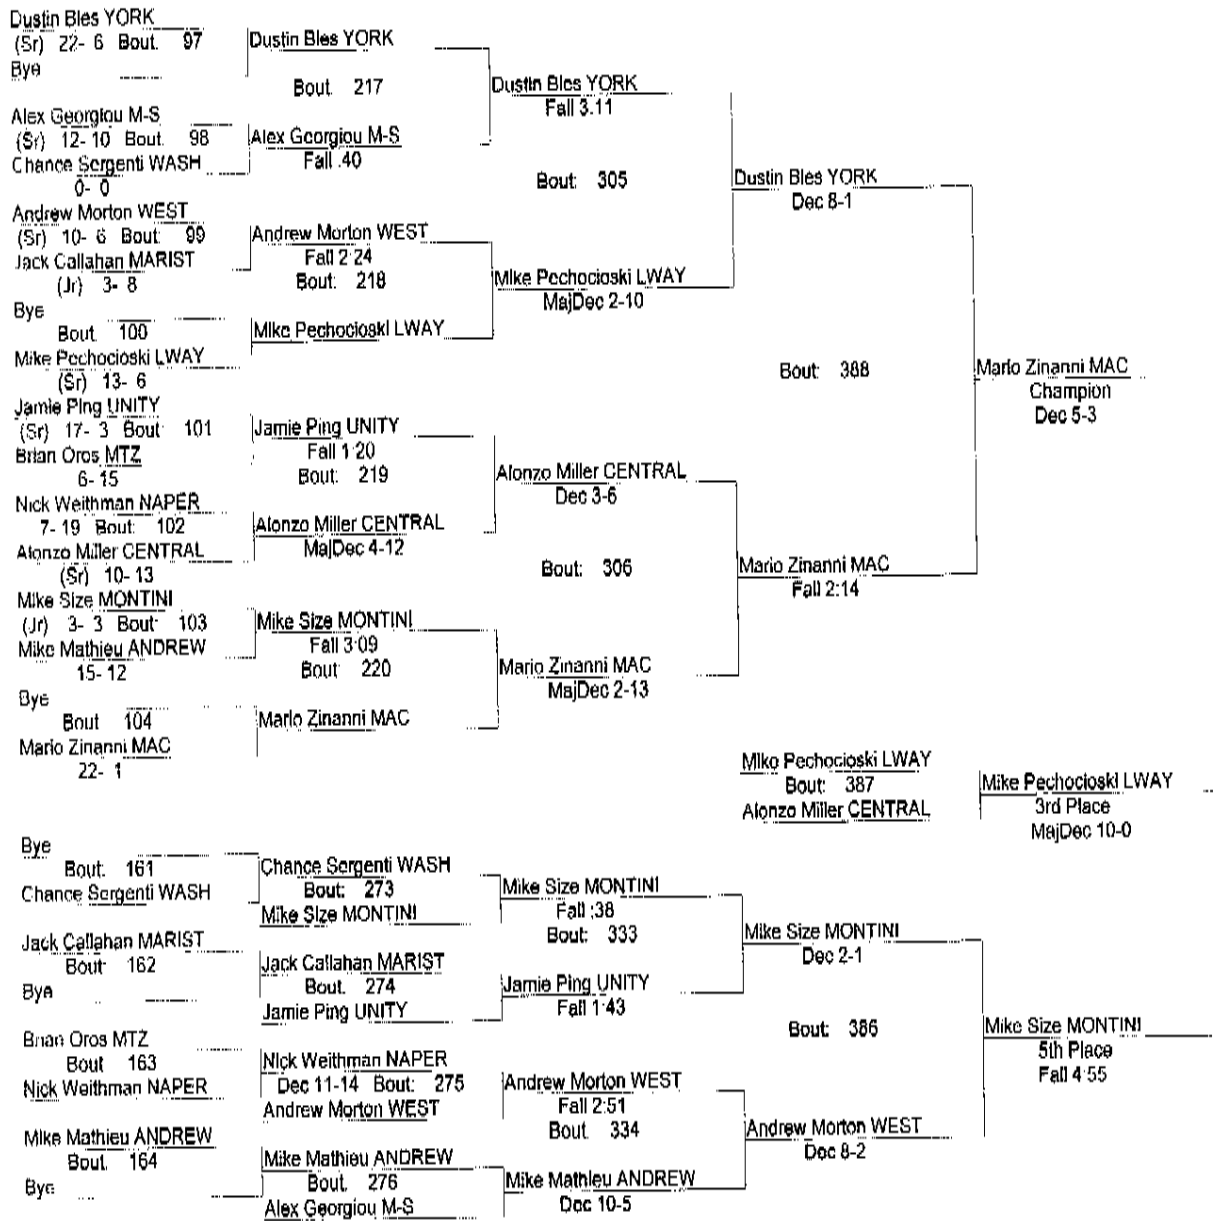 Dustin Bles YORK
(Sr) 22- 6 Bout. 97
Bye
Dustin Bles YORK
Bout. 217
Dustin Bles YORK
Fall 3.11
Alex Georgiou M-S
(Sr) 12- 10 Bout. 98
Chance Sergenti WASH
0- 0
Alex Georgiou M-S
Fall .40
Bout: 305
Dustin Bles YORK
Dec 8-1
Andrew Morton WEST
(Sr) 10- 6 Bout: 99
Jack Callahan MARIST
(Jr) 3- 8
Andrew Morton WEST
Fall 2:24
Bout: 218
Mike Pechocioski LWAY
MajDec 2-10
Bye
Bout. 100
Mike Pechocioski LWAY
(Sr) 13- 6
Mike Pechocioski LWAY
Bout: 388
Mario Zinanni MAC
Champion
Dec 5-3
Jamie Ping UNITY
(Sr) 17- 3 Bout: 101
Brian Oros MTZ
6- 15
Jamie Ping UNITY
Fall 1:20
Bout: 219
Alonzo Miller CENTRAL
Dec 3-6
Nick Weithman NAPER
7- 19 Bout: 102
Alonzo Miller CENTRAL
(Sr) 10- 13
Alonzo Miller CENTRAL
MajDec 4-12
Bout: 306
Mario Zinanni MAC
Fall 2:14
Mike Size MONTINI
(Jr) 3- 3 Bout: 103
Mike Mathieu ANDREW
15- 12
Mike Size MONTINI
Fall 3:09
Bout: 220
Mario Zinanni MAC
MajDec 2-13
Bye
Bout 104
Mario Zinanni MAC
22- 1
Mario Zinanni MAC
Mike Pechocioski LWAY
Bout: 387
Alonzo Miller CENTRAL
Mike Pechocioski LWAY
3rd Place
MajDec 10-0
Bye
Bout: 161
Chance Sergenti WASH
Chance Sergenti WASH
Bout: 273
Mike Size MONTINI
Mike Size MONTINI
Fall :38
Bout: 333
Mike Size MONTINI
Dec 2-1
Jack Callahan MARIST
Bout: 162
Bye
Jack Callahan MARIST
Bout. 274
Jamie Ping UNITY
Jamie Ping UNITY
Fall 1:43
Bout: 386
Mike Size MONTINI
5th Place
Fall 4:55
Brian Oros MTZ
Bout 163
Nick Weithman NAPER
Nick Weithman NAPER
Dec 11-14 Bout: 275
Andrew Morton WEST
Andrew Morton WEST
Fall 2:51
Bout: 334
Andrew Morton WEST
Dec 8-2
Mike Mathieu ANDREW
Bout. 164
Bye
Mike Mathieu ANDREW
Bout. 276
Alex Georgiou M-S
Mike Mathieu ANDREW
Dec 10-5